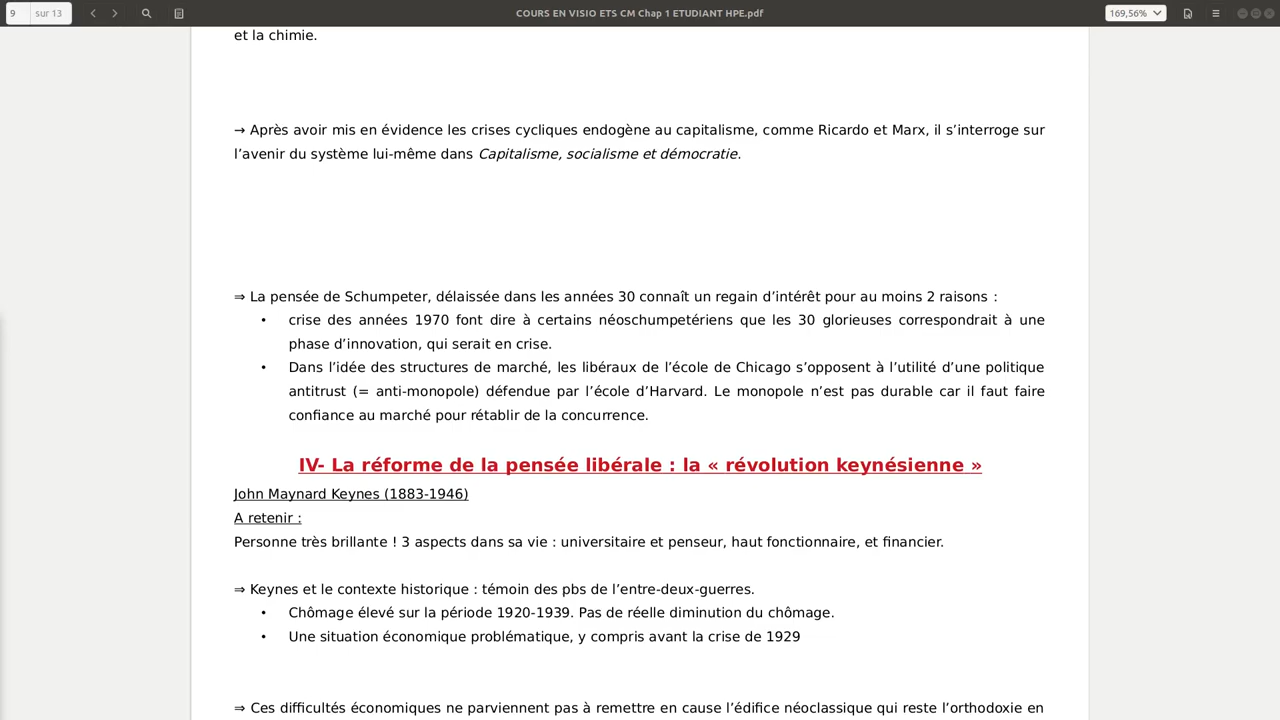 9 sur 13
COURS EN VISIO ETS CM Chap 1 ETUDIANT HPE.pdf
169,56%
et la chimie.
→ Après avoir mis en évidence les crises cycliques endogène au capitalisme, comme Ricardo et Marx, il s’interroge sur
l’avenir du système lui-même dans Capitalisme, socialisme et démocratie.
⇒ La pensée de Schumpeter, délaissée dans les années 30 connaît un regain d’intérêt pour au moins 2 raisons :
• crise des années 1970 font dire à certains néoschumpetériens que les 30 glorieuses correspondrait à une
phase d’innovation, qui serait en crise.
• Dans l’idée des structures de marché, les libéraux de l’école de Chicago s’opposent à l’utilité d’une politique
antitrust (= anti-monopole) défendue par l’école d’Harvard. Le monopole n’est pas durable car il faut faire
confiance au marché pour rétablir de la concurrence.
IV- La réforme de la pensée libérale : la « révolution keynésienne »
John Maynard Keynes (1883-1946)
A retenir :
Personne très brillante ! 3 aspects dans sa vie : universitaire et penseur, haut fonctionnaire, et financier.
⇒ Keynes et le contexte historique : témoin des pbs de l’entre-deux-guerres.
• Chômage élevé sur la période 1920-1939. Pas de réelle diminution du chômage.
• Une situation économique problématique, y compris avant la crise de 1929
⇒ Ces difficultés économiques ne parviennent pas à remettre en cause l’édifice néoclassique qui reste l’orthodoxie en